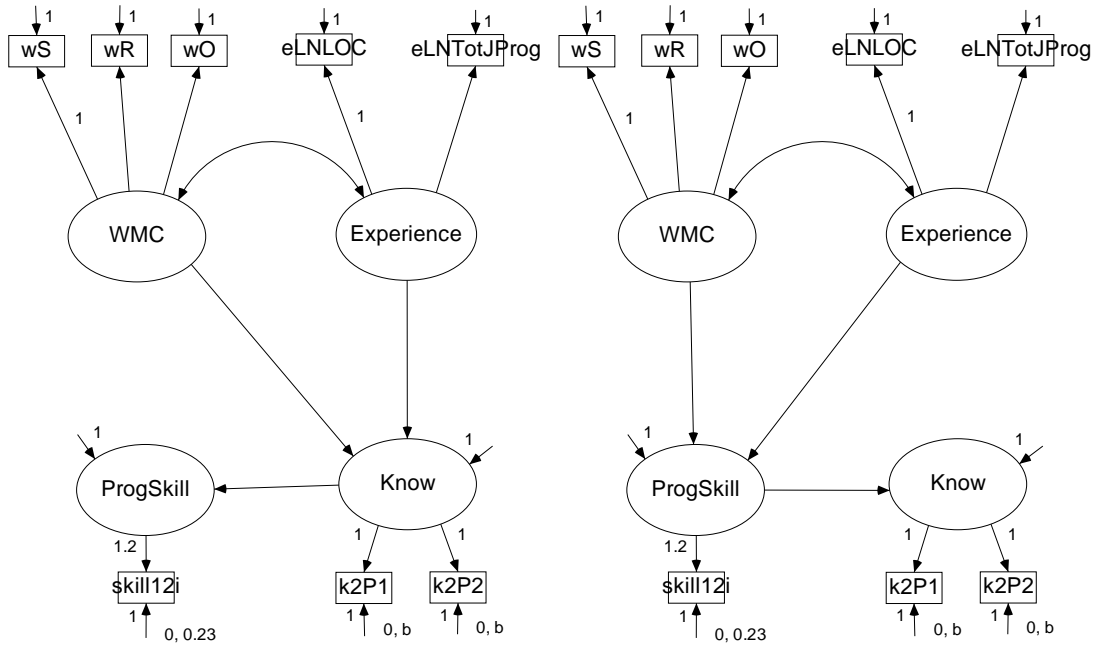 1 1 1 1 1 1 1 1 1 1
wS wR wO eLNLOC eLNTotJProg wS wR wO eLNLOC eLNTotJProg
1 1 1 1
WMC Experience WMC Experience
1 1 1 1
ProgSkill Know ProgSkill Know
1.2 1 1 1.2 1 1
skill12i k2P1 k2P2 skill12i k2P1 k2P2
1 1 1 1 1 1
0, 0.23 0, b 0, b 0, 0.23 0, b 0, b